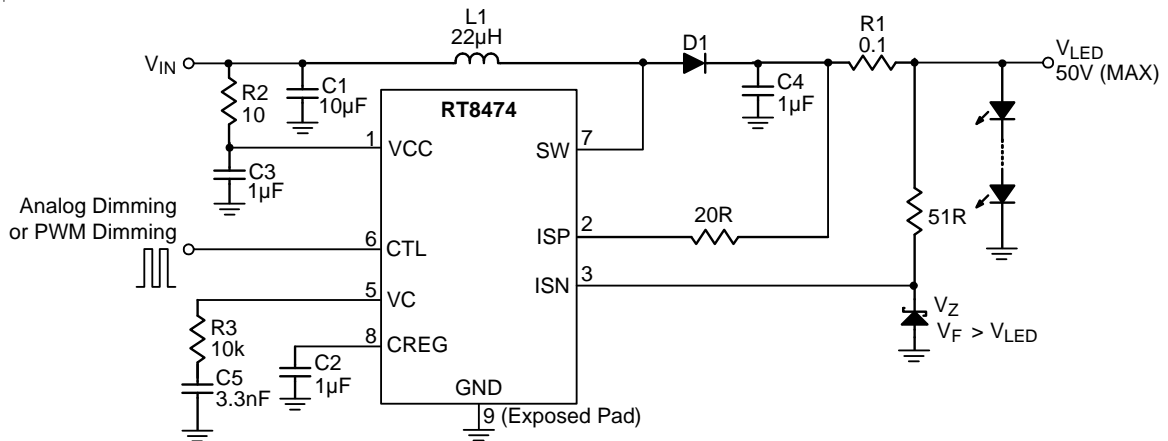 L1
22µH
R1
0.1
D1
VLED
50V (MAX)
VIN
R2
10
C1
10µF
RT8474
C4
1µF
1
VCC
7
SW
C3
1µF
Analog Dimming
or PWM Dimming
6
CTL
20R
2
ISP
51R
3
ISN
5
VC
VZ
VF > VLED
R3
10k
8
CREG
C2
1µF
C5
3.3nF
GND
9 (Exposed Pad)